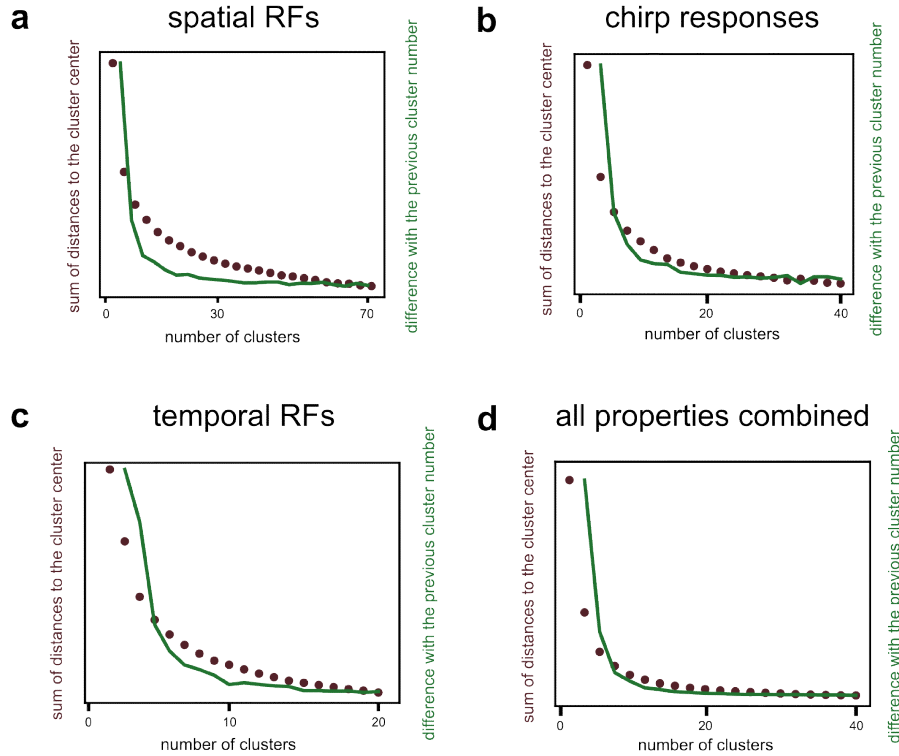 a
spatial RFs
sum of distances to the cluster center
difference with the previous cluster number
0
30
70
number of clusters
b
chirp responses
sum of distances to the cluster center
difference with the previous cluster number
0
20
40
number of clusters
c
temporal RFs
sum of distances to the cluster center
difference with the previous cluster number
0
10
20
number of clusters
d
all properties combined
sum of distances to the cluster center
difference with the previous cluster number
0
20
40
number of clusters